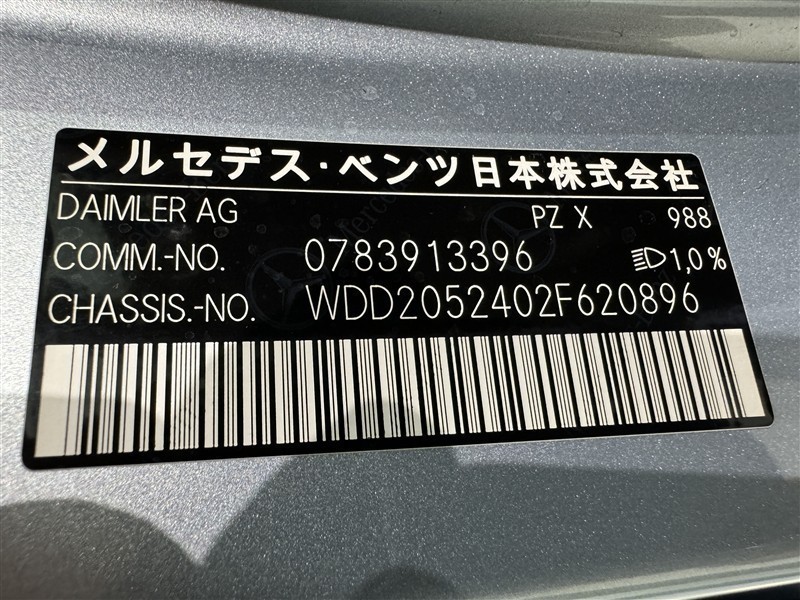 メルセデス・ベンツ日本株式会社
DAIMLER AG PZ X 988
COMM.-NO. 0783913396 1,0%
CHASSIS.-NO. WDD2052402F620896